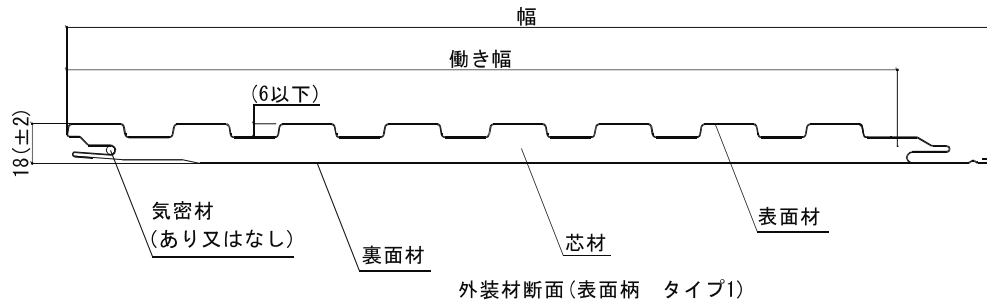 幅
働き幅
(6以下)
18(±2)
気密材
(あり又はなし)
裏面材
芯材
表面材
外装材断面(表面柄　タイプ1)